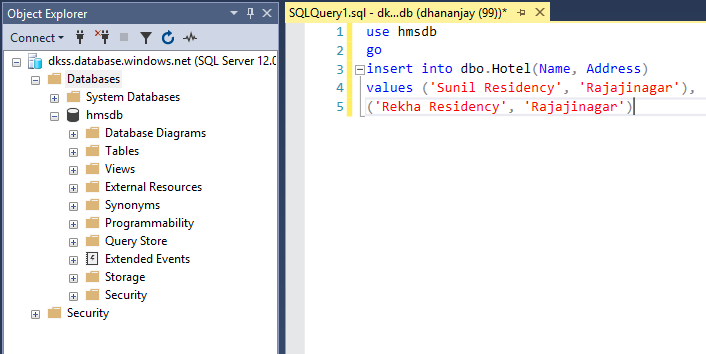 Object Explorer
Connect
dkss.database.windows.net (SQL Server 12.0
Databases
System Databases
hmsdb
Database Diagrams
Tables
Views
External Resources
Synonyms
Programmability
Query Store
Extended Events
Storage
Security
Security
SQLQuery1.sql - dk...db (dhananjay (99))*
1 use hmsdb
2 go
3 insert into dbo.Hotel(Name, Address)
4 values ('Sunil Residency', 'Rajajinagar'),
5 ('Rekha Residency', 'Rajajinagar')